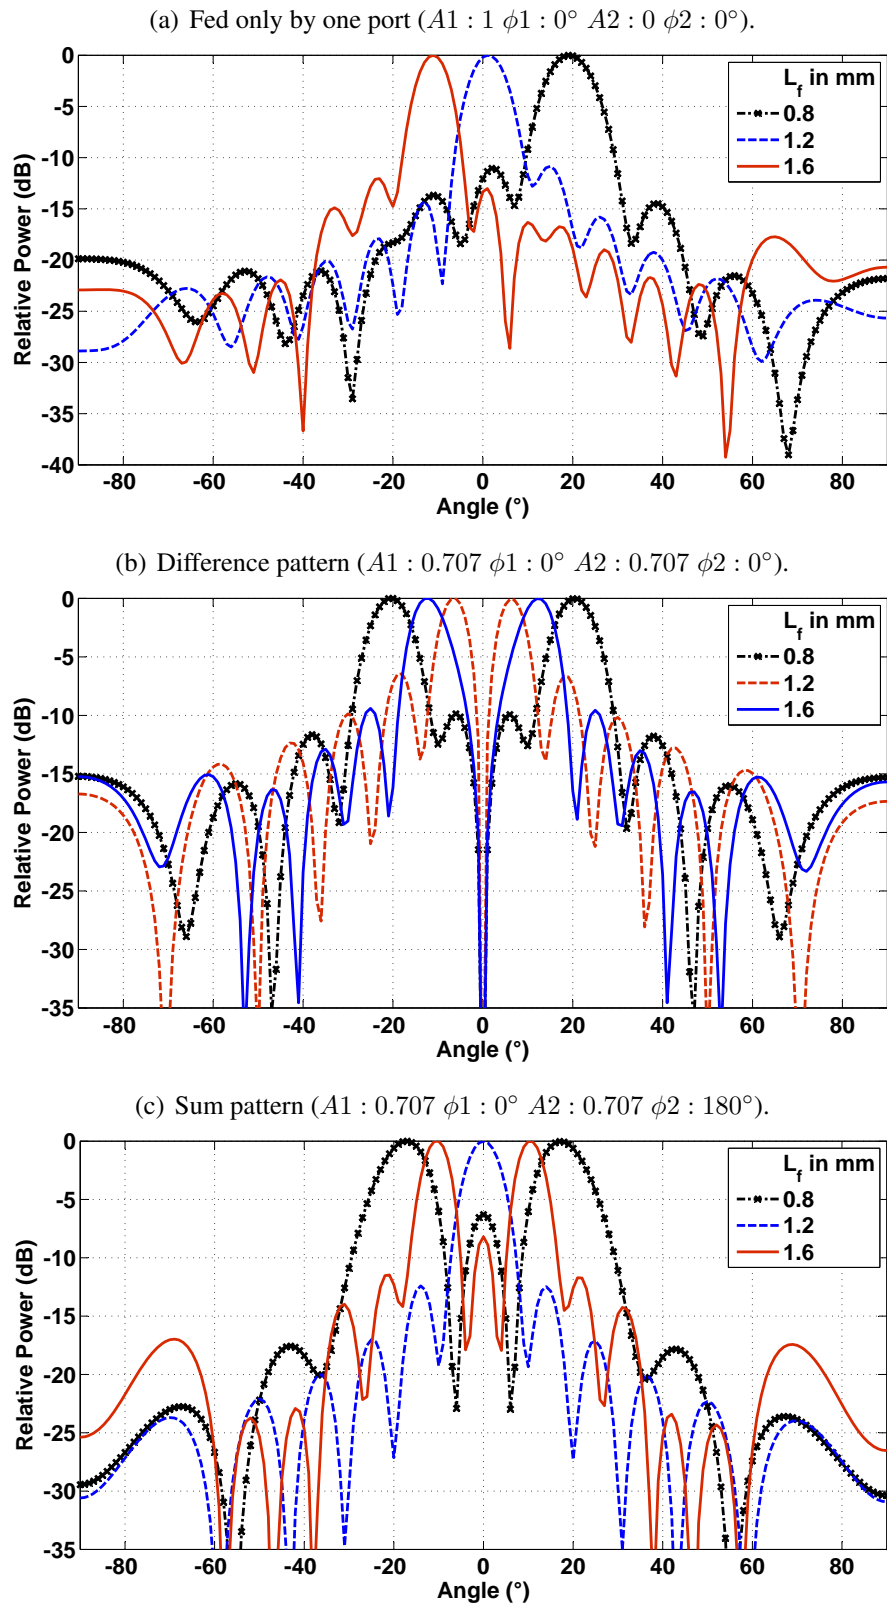 (a) Fed only by one port (A1 : 1 ϕ1 : 0° A2 : 0 ϕ2 : 0°).
0
-5
-10
-15
-20
-25
-30
-35
-40
Relative Power (dB)
L_f in mm
0.8
1.2
1.6
-80 -60 -40 -20 0 20 40 60 80
Angle (°)
(b) Difference pattern (A1 : 0.707 ϕ1 : 0° A2 : 0.707 ϕ2 : 0°).
0
-5
-10
-15
-20
-25
-30
-35
Relative Power (dB)
L_f in mm
0.8
1.2
1.6
-80 -60 -40 -20 0 20 40 60 80
Angle (°)
(c) Sum pattern (A1 : 0.707 ϕ1 : 0° A2 : 0.707 ϕ2 : 180°).
0
-5
-10
-15
-20
-25
-30
-35
Relative Power (dB)
L_f in mm
0.8
1.2
1.6
-80 -60 -40 -20 0 20 40 60 80
Angle (°)